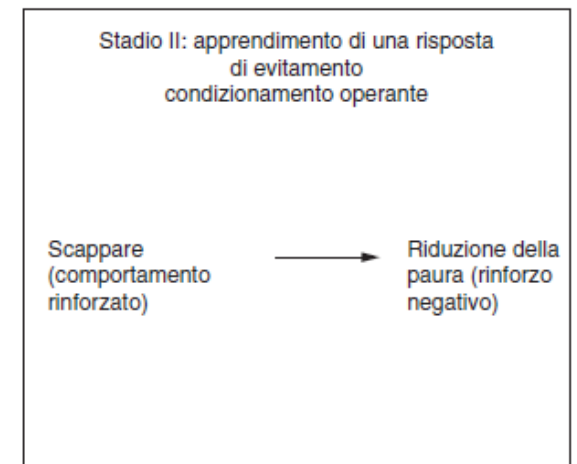 Stadio II: apprendimento di una risposta
di evitamento
condizionamento operante
Scappare
(comportamento
rinforzato)
Riduzione della
paura (rinforzo
negativo)